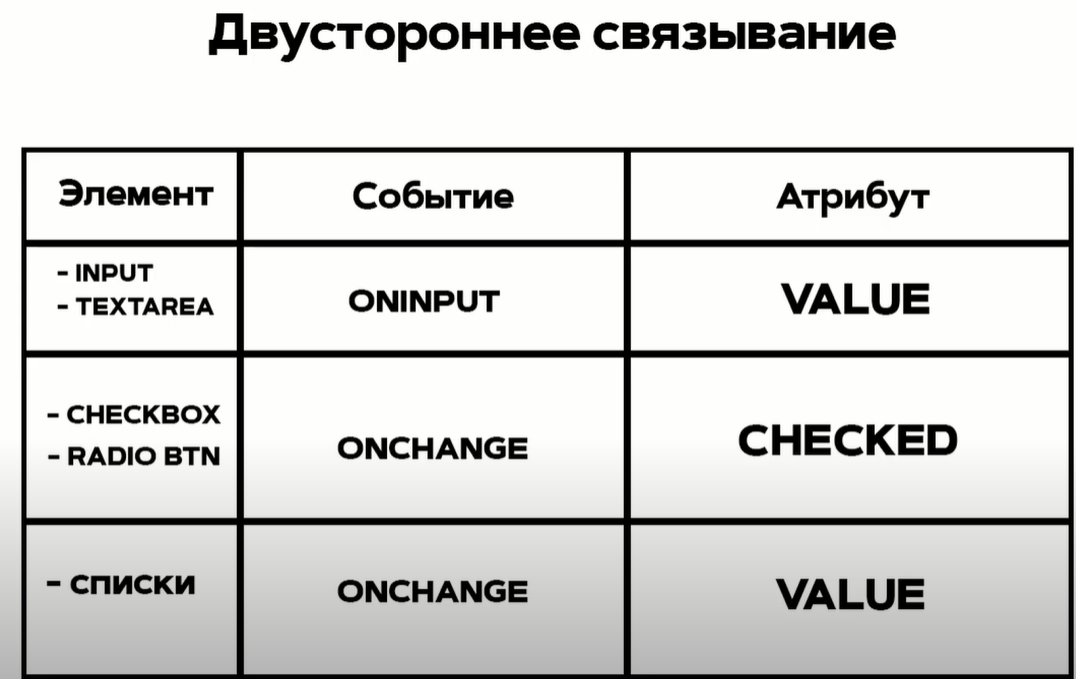 Двустороннее связывание
Элемент
Событие
Атрибут
- INPUT
- TEXTAREA
ONINPUT
VALUE
- CHECKBOX
- RADIO BTN
ONCHANGE
CHECKED
- СПИСКИ
ONCHANGE
VALUE